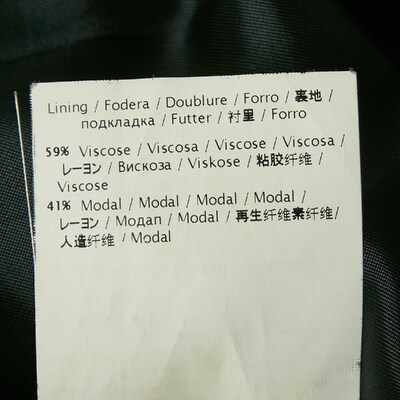 Lining / Fodera / Doublure / Forro / 裏地 /
подкладка / Futter / 衬里 / Forro
59% Viscose / Viscosa / Viscose / Viscosa /
レーヨン / Вискоза / Viskose / 粘胶纤维 /
Viscose
41% Modal / Modal / Modal / Modal /
レーヨン / Модал / Modal / 再生纤维素纤维/
人造纤维 / Modal